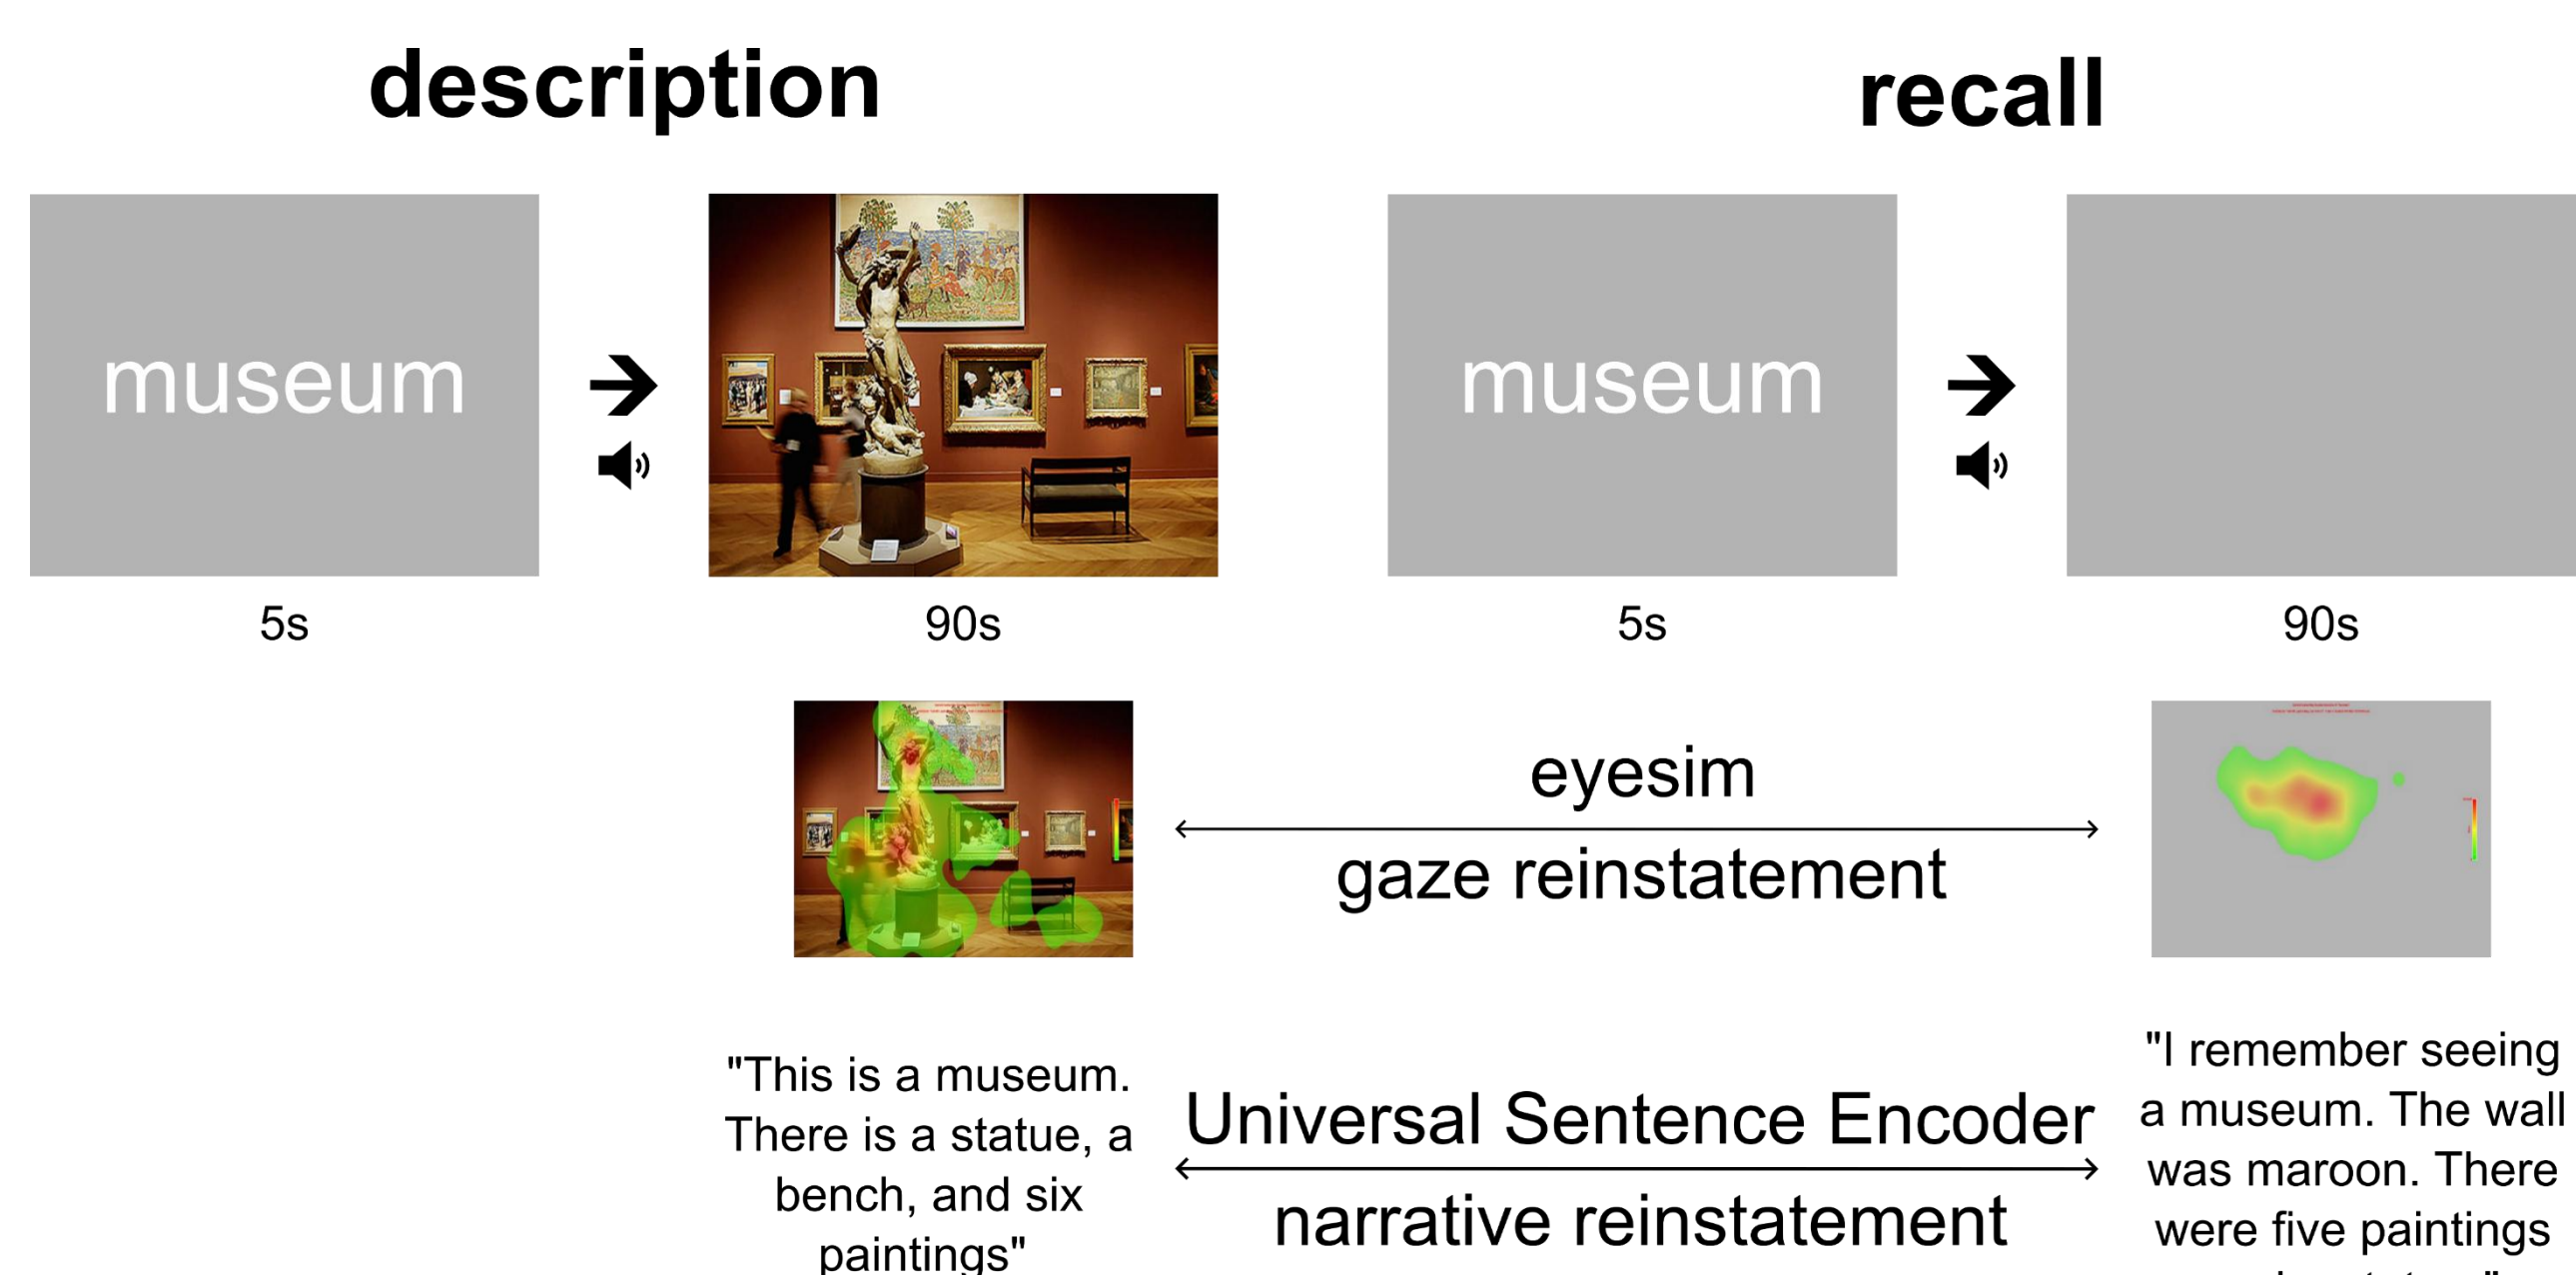 description
recall
museum
museum
5s
90s
5s
90s
eyesim
gaze reinstatement
"This is a museum.
There is a statue, a
bench, and six
paintings"
Universal Sentence Encoder
narrative reinstatement
"I remember seeing
a museum. The wall
was maroon. There
were five paintings